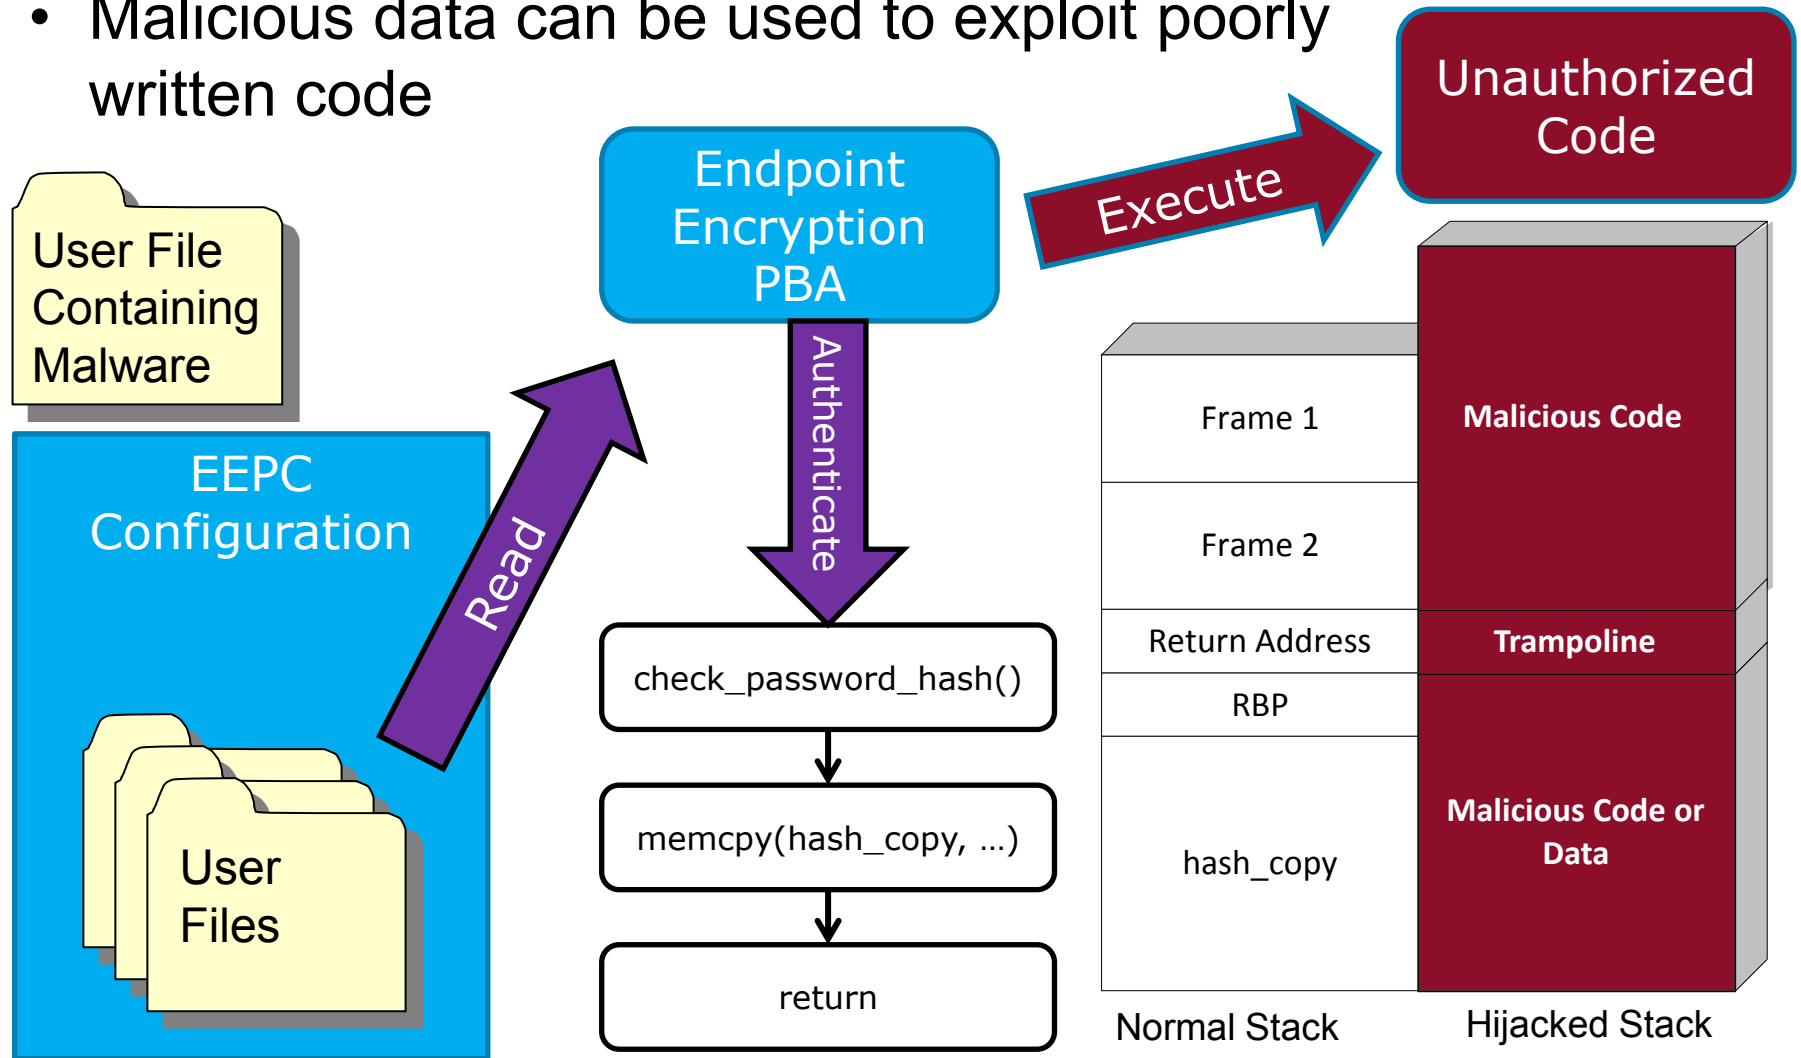 • Malicious data can be used to exploit poorly
written code
Unauthorized
Code
Endpoint
Encryption
PBA
Execute
User File
Containing
Malware
EEPC
Configuration
Read
Authenticate
User
Files
check_password_hash()
memcpy(hash_copy, …)
return
Frame 1
Frame 2
Return Address
RBP
hash_copy
Normal Stack
Malicious Code
Trampoline
Malicious Code or
Data
Hijacked Stack